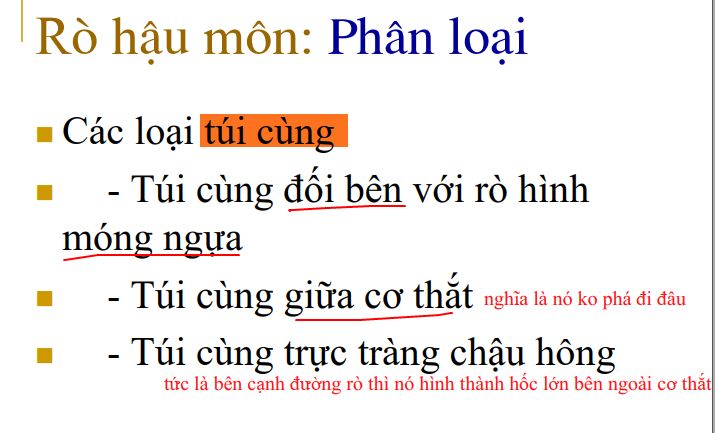 Rò hậu môn: Phân loại
Các loại túi cùng
- Túi cùng đối bên với rò hình
móng ngựa
- Túi cùng giữa cơ thắt nghĩa là nó ko phá đi đâu
- Túi cùng trực tràng chậu hông
tức là bên cạnh đường rò thì nó hình thành hốc lớn bên ngoài cơ thắt